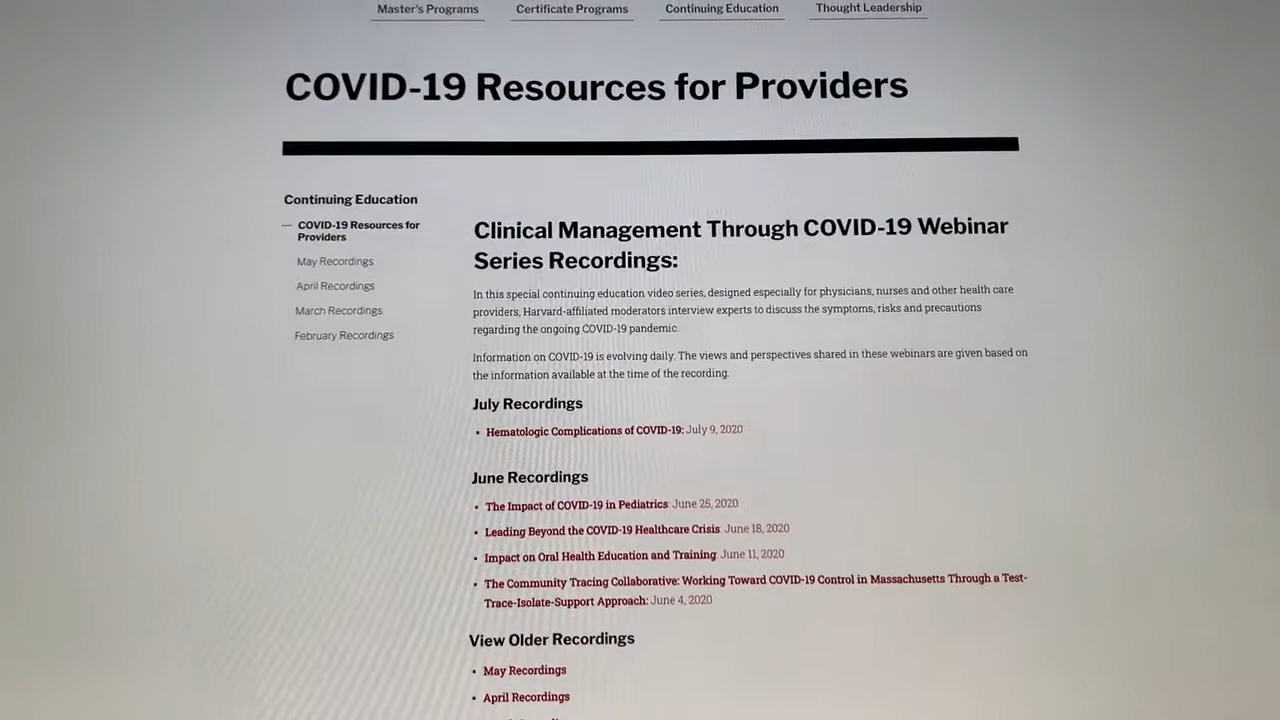 Master's Programs Certificate Programs Continuing Education Thought Leadership
COVID-19 Resources for Providers
Continuing Education
COVID-19 Resources for
Providers
May Recordings
April Recordings
March Recordings
February Recordings
Clinical Management Through COVID-19 Webinar
Series Recordings:
In this special continuing education video series, designed especially for physicians, nurses and other health care
providers, Harvard-affiliated moderators interview experts to discuss the symptoms, risks and precautions
regarding the ongoing COVID-19 pandemic.
Information on COVID-19 is evolving daily. The views and perspectives shared in these webinars are given based on
the information available at the time of the recording.
July Recordings
• Hematologic Complications of COVID-19: July 9, 2020
June Recordings
• The Impact of COVID-19 in Pediatrics: June 25, 2020
• Leading Beyond the COVID-19 Healthcare Crisis: June 18, 2020
• Impact on Oral Health Education and Training: June 11, 2020
• The Community Tracing Collaborative: Working Toward COVID-19 Control in Massachusetts Through a Test-
Trace-Isolate-Support Approach: June 4, 2020
View Older Recordings
• May Recordings
• April Recordings